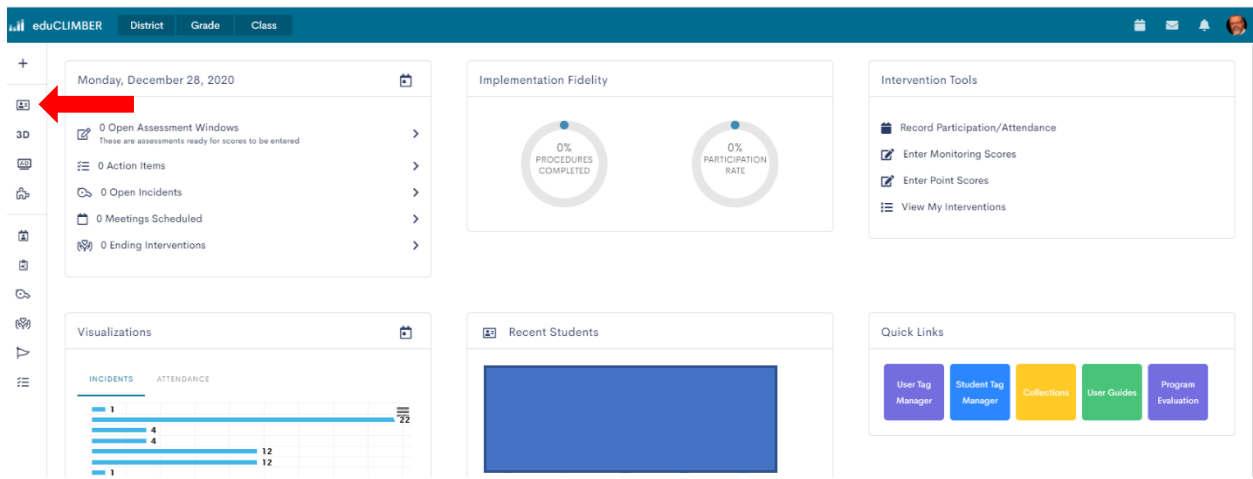 eduCLIMBER District Grade Class
Monday, December 28, 2020
0 Open Assessment Windows
These are assessments ready for scores to be entered
0 Action Items
0 Open Incidents
0 Meetings Scheduled
0 Ending Interventions
Implementation Fidelity
0%
PROCEDURES
COMPLETED
0%
PARTICIPATION
RATE
Intervention Tools
Record Participation/Attendance
Enter Monitoring Scores
Enter Point Scores
View My Interventions
3D
Visualizations
INCIDENTS ATTENDANCE
1
22
4
4
12
12
1
Recent Students
Quick Links
User Tag
Manager
Student Tag
Manager
Collections
User Guides
Program
Evaluation